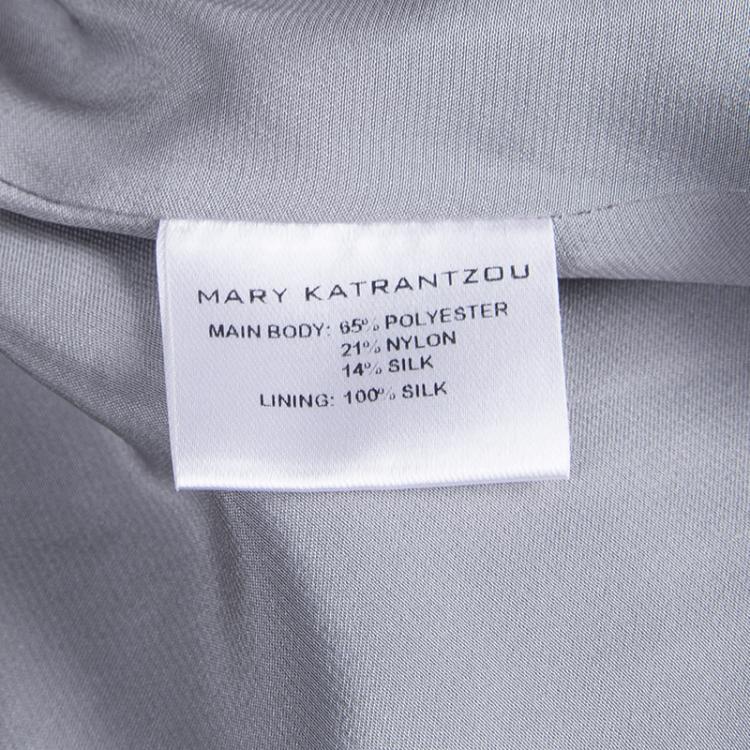 MARY KATRANTZOU
MAIN BODY: 65% POLYESTER
21% NYLON
14% SILK
LINING: 100% SILK